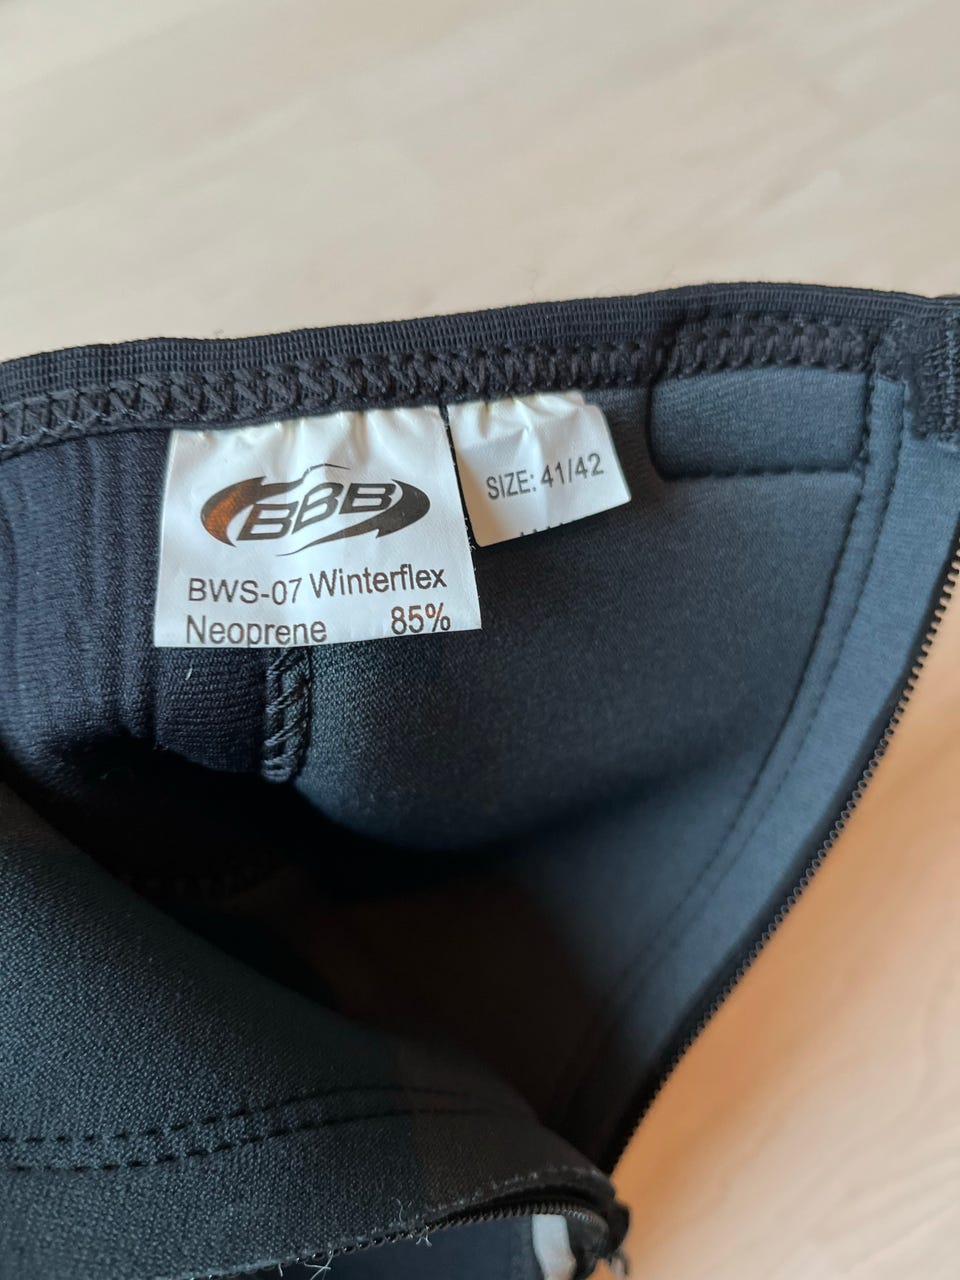 BBB
BWS-07 Winterflex
Neoprene 85%
SIZE: 41/42